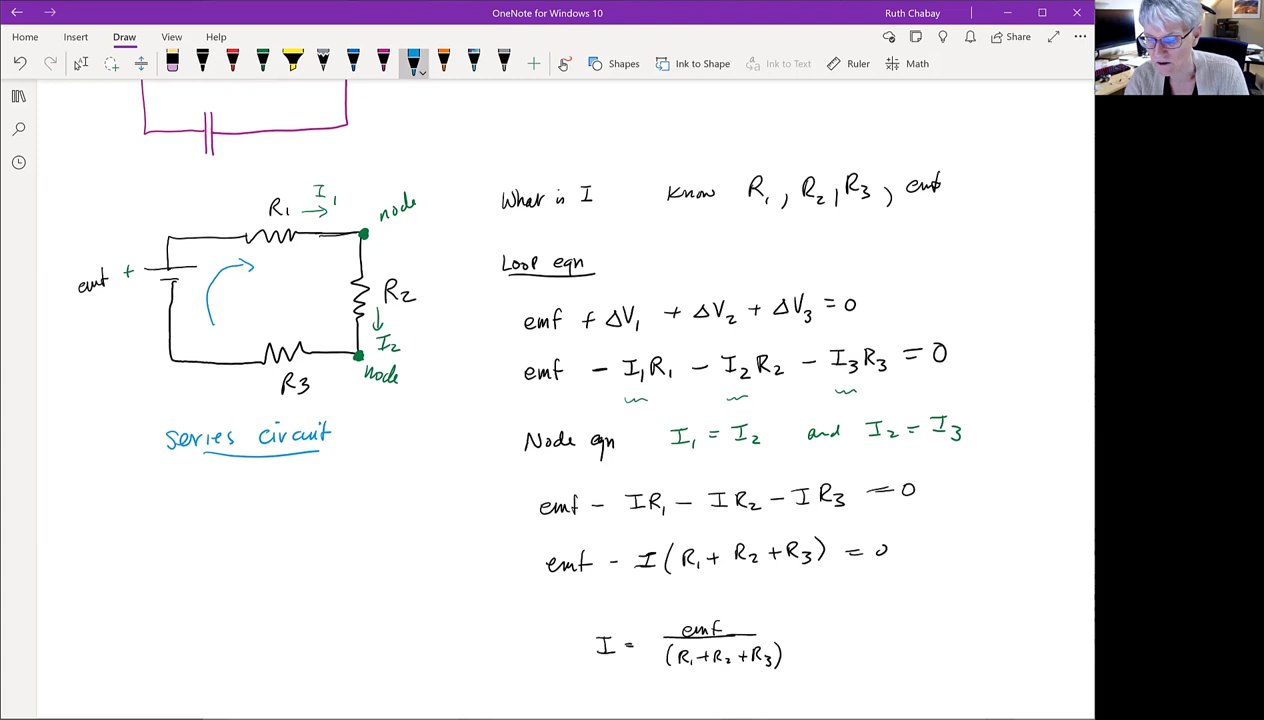 OneNote for Windows 10
Ruth Chabay
Home Insert Draw View Help
Share
Shapes Ink to Shape Ink to Text Ruler Math
I₁
R₁
node
emf +
R₂
I₂
node
R₃
series circuit
What is I know R₁, R₂, R₃, emf
Loop eqn
emf + ΔV₁ + ΔV₂ + ΔV₃ = 0
emf - I₁R₁ - I₂R₂ - I₃R₃ = 0
Node eqn I₁ = I₂ and I₂ = I₃
emf - IR₁ - IR₂ - IR₃ = 0
emf - I(R₁ + R₂ + R₃) = 0
I = emf
(R₁+R₂+R₃)